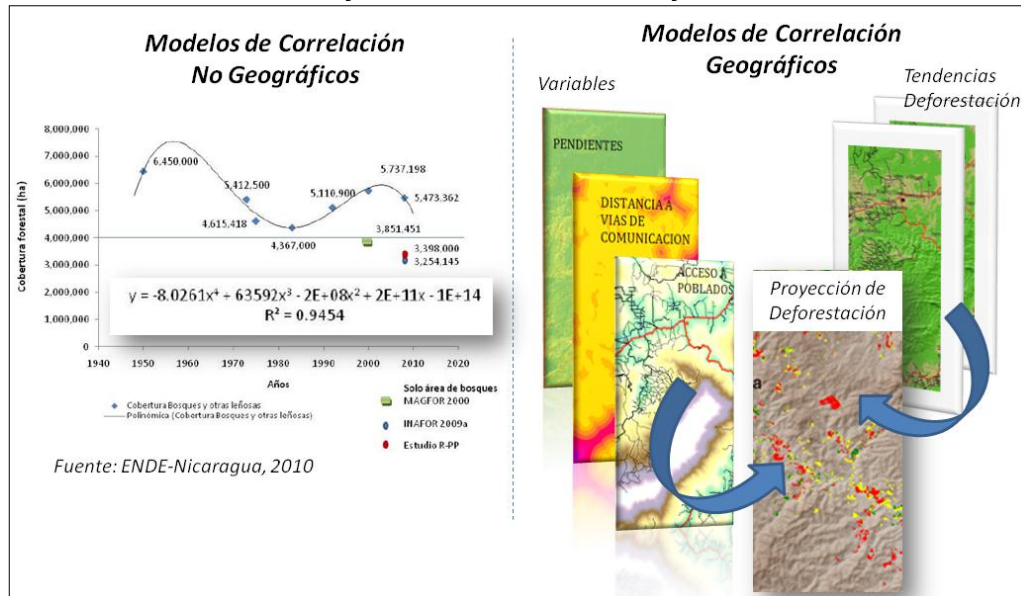 Modelos de Correlación
No Geográficos
Cobertura forestal (ha)
8,000,000
7,000,000
6,000,000
5,000,000
4,000,000
3,000,000
2,000,000
1,000,000
0
6,450,000
5,412,500
4,615,418
4,367,000
5,110,900
5,737,198
5,473,362
3,851,451
3,398,000
3,254,145
y = -8.0261x⁴ + 63592x³ - 2E+08x² + 2E+11x - 1E+14
R² = 0.9454
1940 1950 1960 1970 1980 1990 2000 2010 2020
Años
Cobertura Bosques y otras leñosas
Polinómica (Cobertura Bosques y otras leñosas)
Solo área de bosques
MAGFOR 2000
INAFOR 2009a
Estudio R-PP
Fuente: ENDE-Nicaragua, 2010
Modelos de Correlación
Geográficos
Variables
Tendencias
Deforestación
PENDIENTES
DISTANCIA A
VIAS DE
COMUNICACION
ACCESO A
POBLADOS
Proyección de
Deforestación